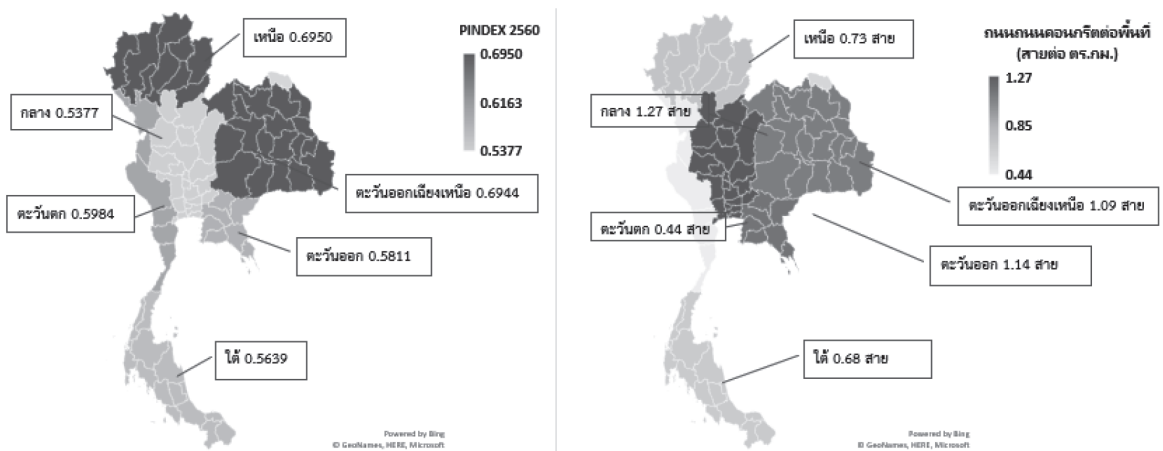 เหนือ 0.6950
PINDEX 2560
0.6950
0.6163
0.5377
กลาง 0.5377
ตะวันออกเฉียงเหนือ 0.6944
ตะวันตก 0.5984
ตะวันออก 0.5811
ใต้ 0.5639
Powered by Bing
© GeoNames, HERE, Microsoft
เหนือ 0.73 สาย
ถนนถนนคอนกรีตต่อพื้นที่
(สายต่อ ตร.กม.)
1.27
0.85
0.44
กลาง 1.27 สาย
ตะวันออกเฉียงเหนือ 1.09 สาย
ตะวันตก 0.44 สาย
ตะวันออก 1.14 สาย
ใต้ 0.68 สาย
Powered by Bing
© GeoNames, HERE, Microsoft